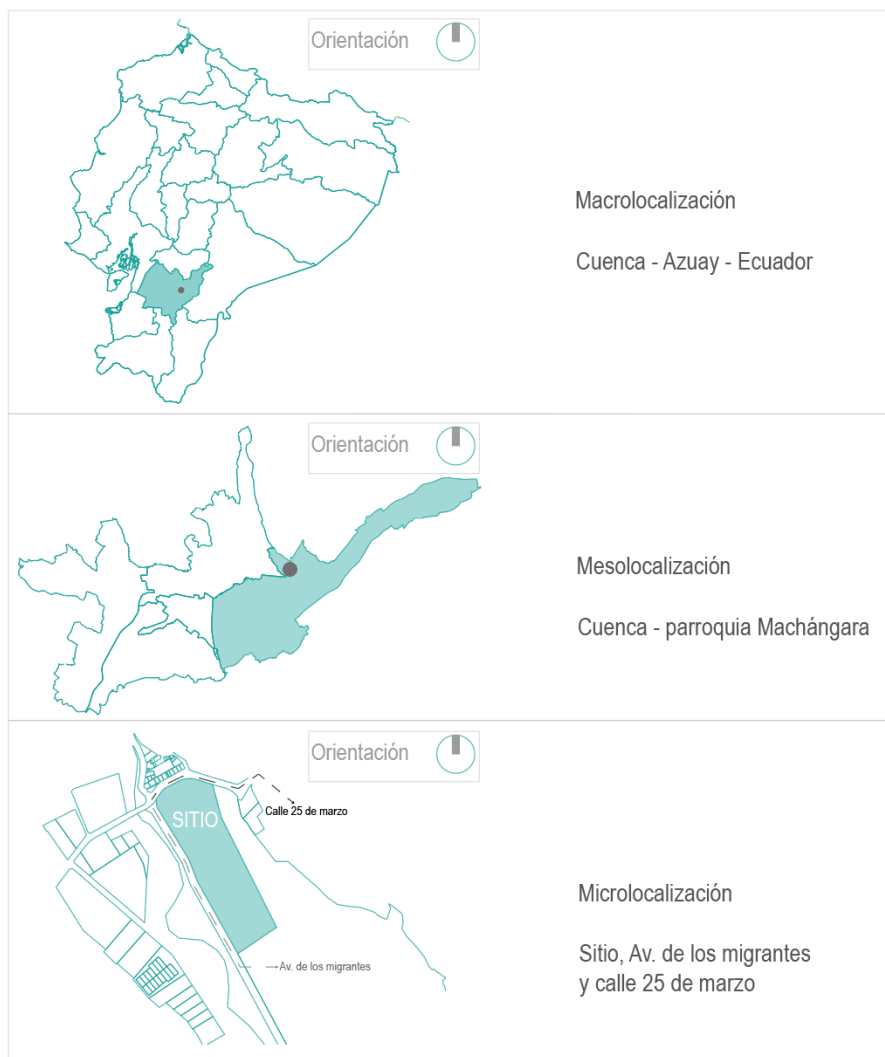 Orientación
Macrolocalización
Cuenca - Azuay - Ecuador
Orientación
Mesolocalización
Cuenca - parroquia Machángara
Orientación
SITIO
Calle 25 de marzo
Av. de los migrantes
Microlocalización
Sitio, Av. de los migrantes
y calle 25 de marzo